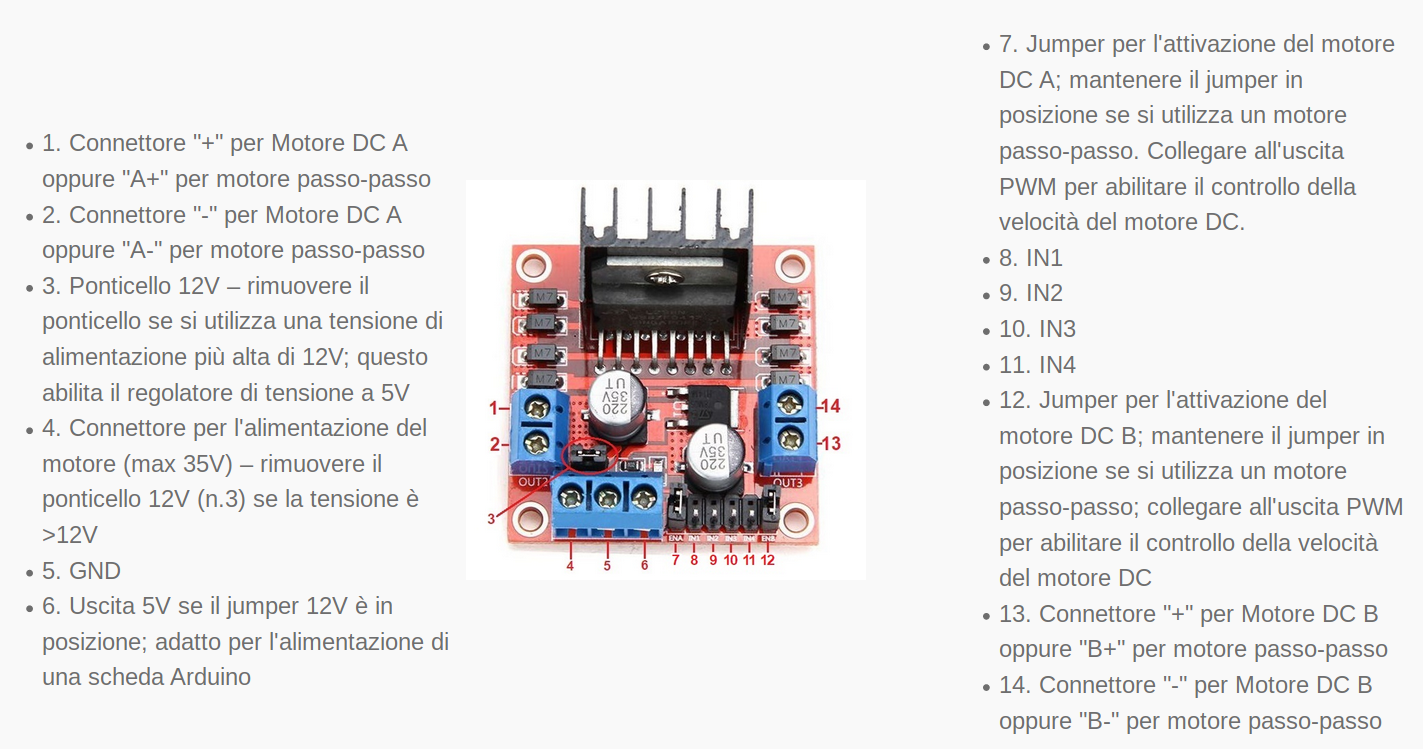 1. Connettore "+" per Motore DC A
oppure "A+" per motore passo-passo
2. Connettore "-" per Motore DC A
oppure "A-" per motore passo-passo
3. Ponticello 12V – rimuovere il
ponticello se si utilizza una tensione di
alimentazione più alta di 12V; questo
abilita il regolatore di tensione a 5V
4. Connettore per l'alimentazione del
motore (max 35V) – rimuovere il
ponticello 12V (n.3) se la tensione è
>12V
5. GND
6. Uscita 5V se il jumper 12V è in
posizione; adatto per l'alimentazione di
una scheda Arduino
M7
M7
M7
M7
M7
M7
M7
M7
220
35V
UT
220
35V
UT
1
2
3
14
13
OUT2
OUT3
ENA IN1 IN2 IN3 IN4 ENB
4 5 6 7 8 9 10 11 12
7. Jumper per l'attivazione del motore
DC A; mantenere il jumper in
posizione se si utilizza un motore
passo-passo. Collegare all'uscita
PWM per abilitare il controllo della
velocità del motore DC.
8. IN1
9. IN2
10. IN3
11. IN4
12. Jumper per l'attivazione del
motore DC B; mantenere il jumper in
posizione se si utilizza un motore
passo-passo; collegare all'uscita PWM
per abilitare il controllo della velocità
del motore DC
13. Connettore "+" per Motore DC B
oppure "B+" per motore passo-passo
14. Connettore "-" per Motore DC B
oppure "B-" per motore passo-passo